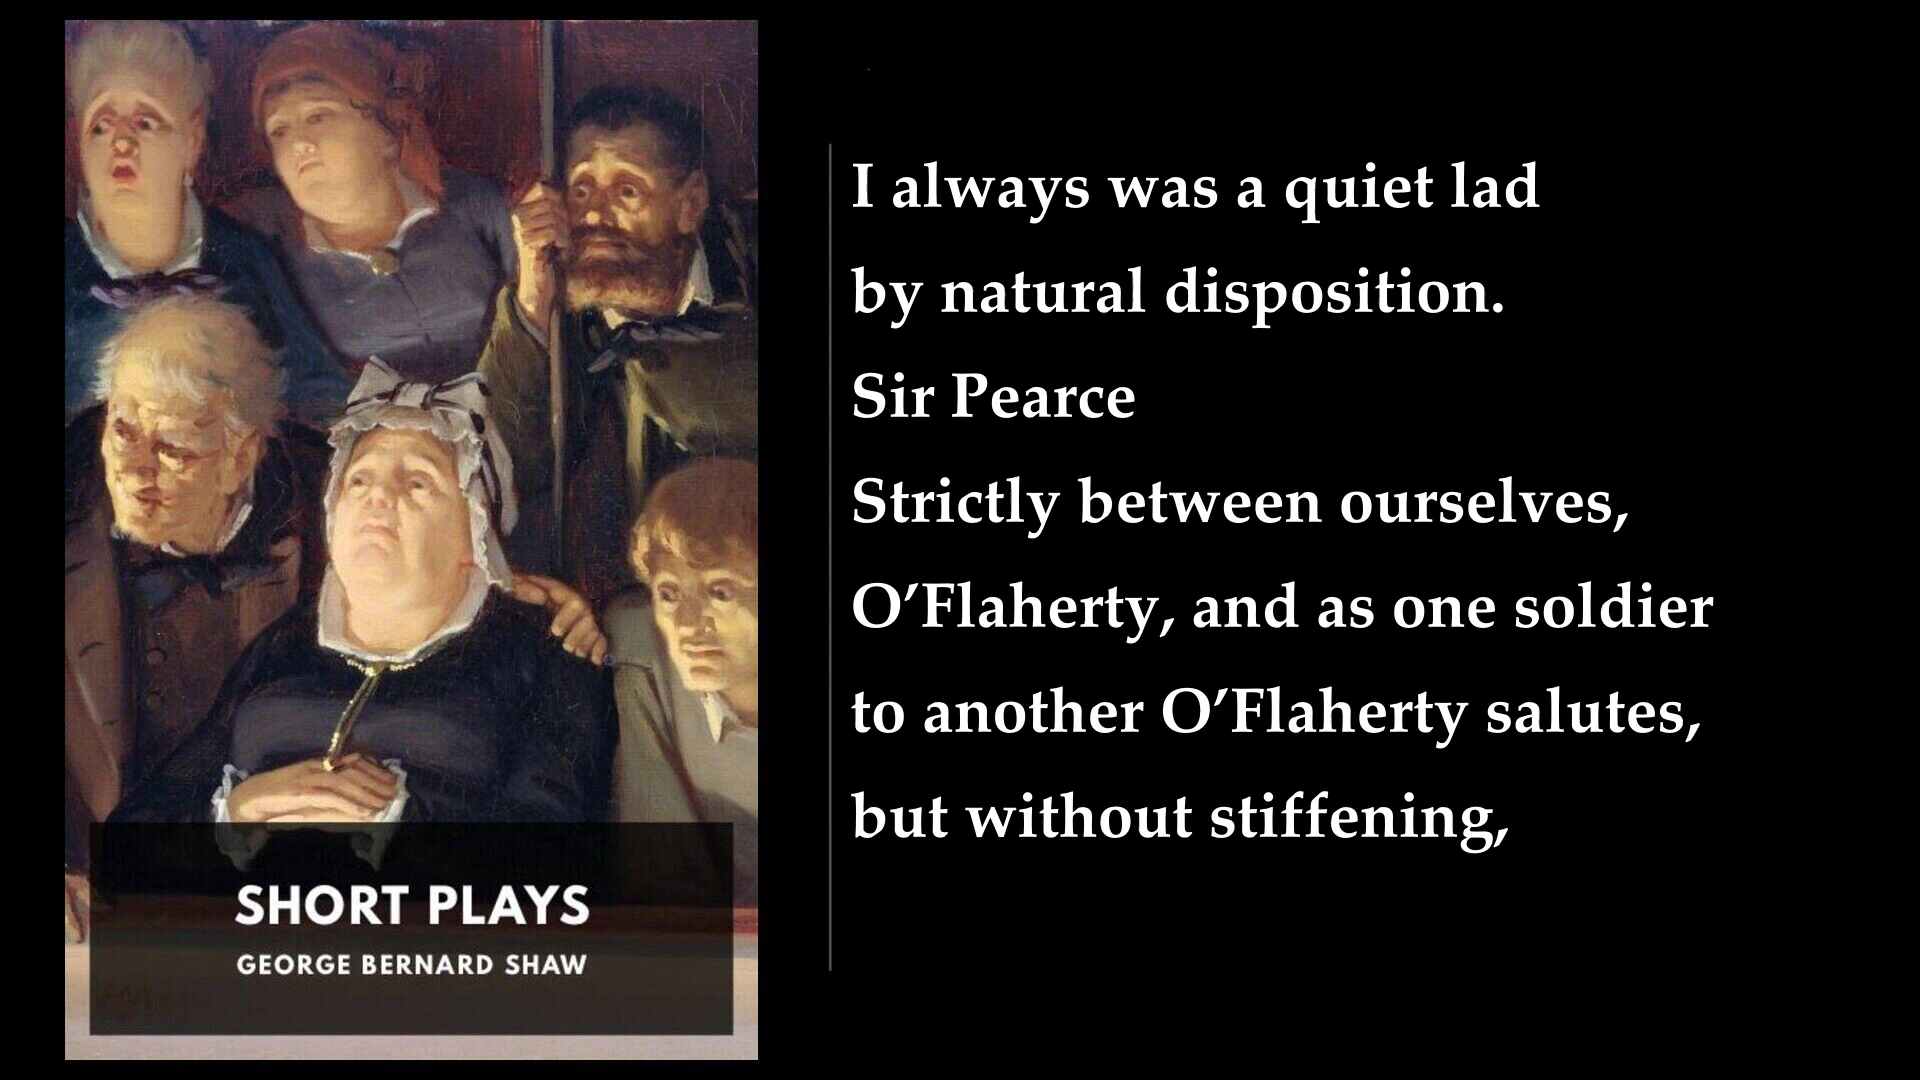 SHORT PLAYS
GEORGE BERNARD SHAW
I always was a quiet lad
by natural disposition.
Sir Pearce
Strictly between ourselves,
O’Flaherty, and as one soldier
to another O’Flaherty salutes,
but without stiffening,